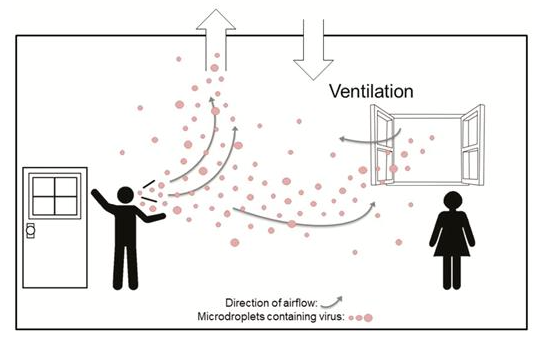 Ventilation
Direction of airflow:
Microdroplets containing virus: